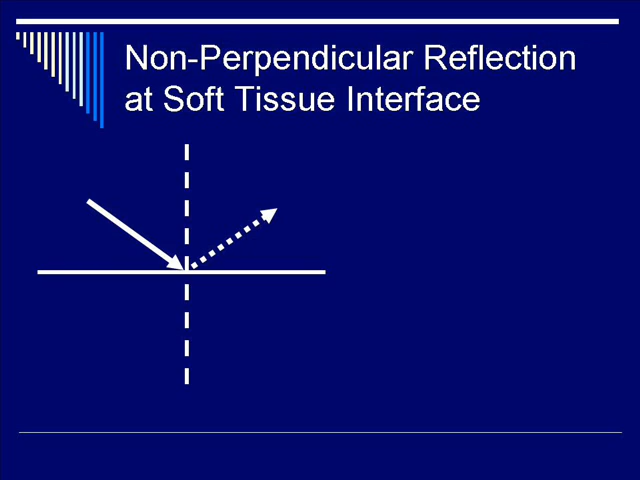 Non-Perpendicular Reflection
at Soft Tissue Interface